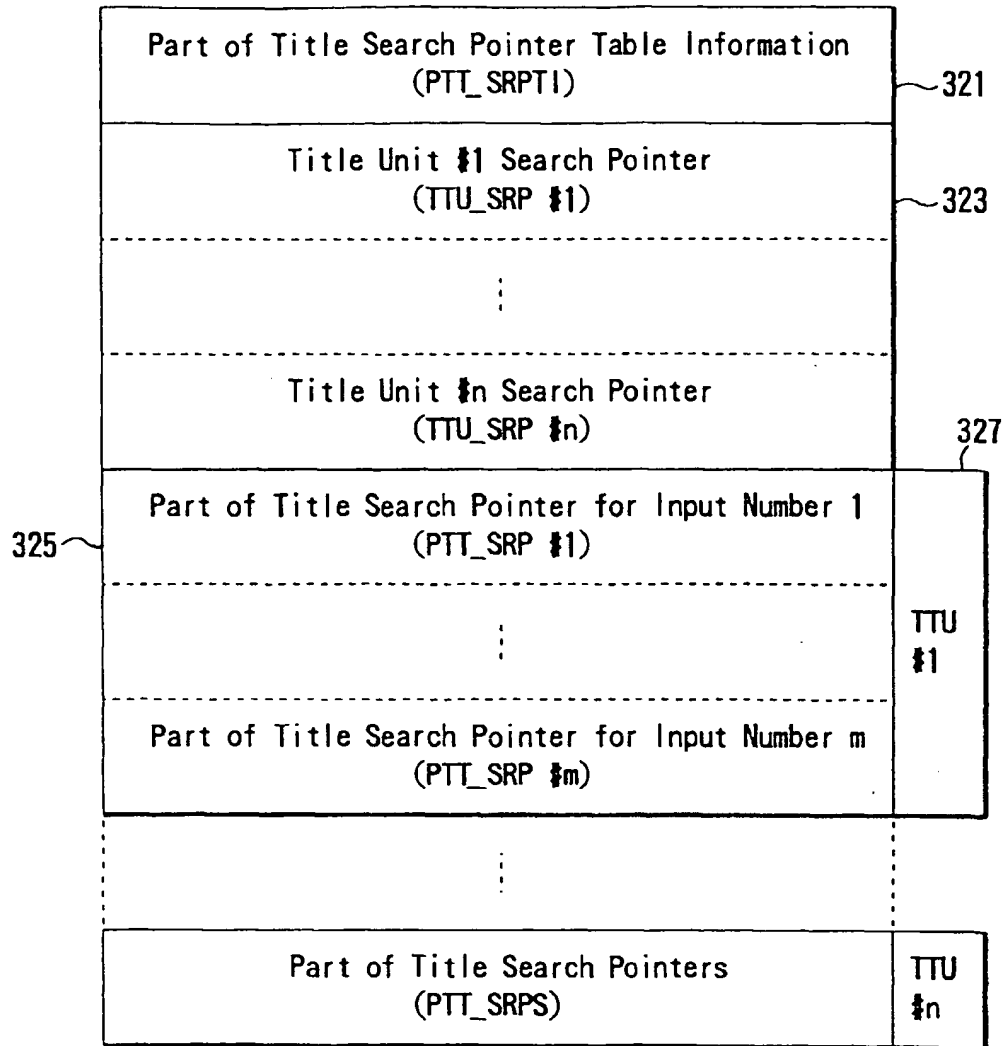 Part of Title Search Pointer Table Information
(PTT_SRPTI)
321
Title Unit #1 Search Pointer
(TTU_SRP #1)
323
Title Unit #n Search Pointer
(TTU_SRP #n)
327
Part of Title Search Pointer for Input Number 1
(PTT_SRP #1)
325
TTU
#1
Part of Title Search Pointer for Input Number m
(PTT_SRP #m)
Part of Title Search Pointers
(PTT_SRPS)
TTU
#n